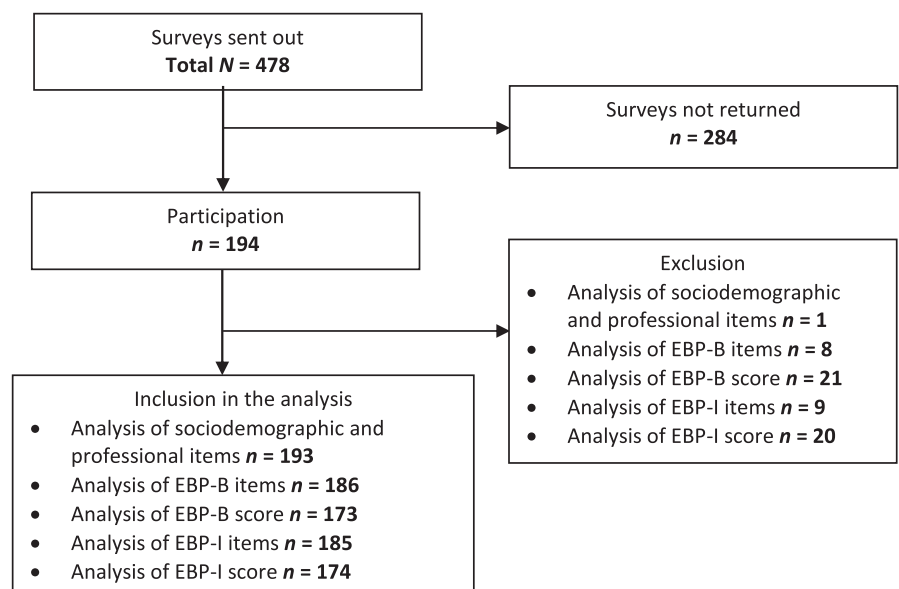 Surveys sent out
Total N = 478
Surveys not returned
n = 284
Participation
n = 194
Exclusion
• Analysis of sociodemographic
and professional items n = 1
• Analysis of EBP-B items n = 8
• Analysis of EBP-B score n = 21
• Analysis of EBP-I items n = 9
• Analysis of EBP-I score n = 20
Inclusion in the analysis
• Analysis of sociodemographic and
professional items n = 193
• Analysis of EBP-B items n = 186
• Analysis of EBP-B score n = 173
• Analysis of EBP-I items n = 185
• Analysis of EBP-I score n = 174